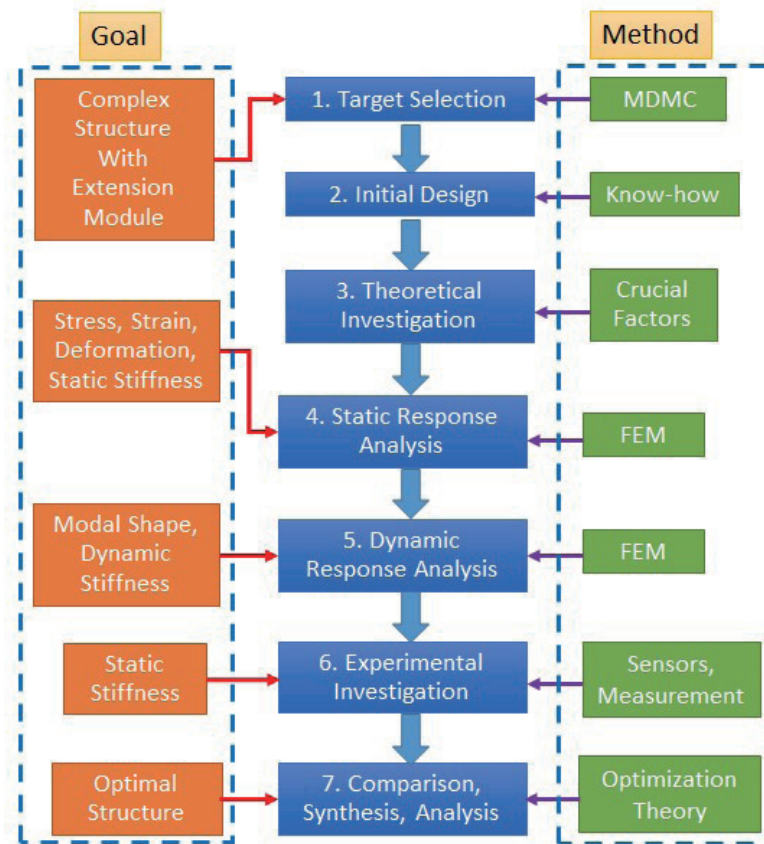 Goal
Method
Complex
Structure
With
Extension
Module
1. Target Selection
MDMC
2. Initial Design
Know-how
3. Theoretical
Investigation
Crucial
Factors
Stress, Strain,
Deformation,
Static Stiffness
4. Static Response
Analysis
FEM
Modal Shape,
Dynamic
Stiffness
5. Dynamic
Response Analysis
FEM
Static
Stiffness
6. Experimental
Investigation
Sensors,
Measurement
Optimal
Structure
7. Comparison,
Synthesis, Analysis
Optimization
Theory